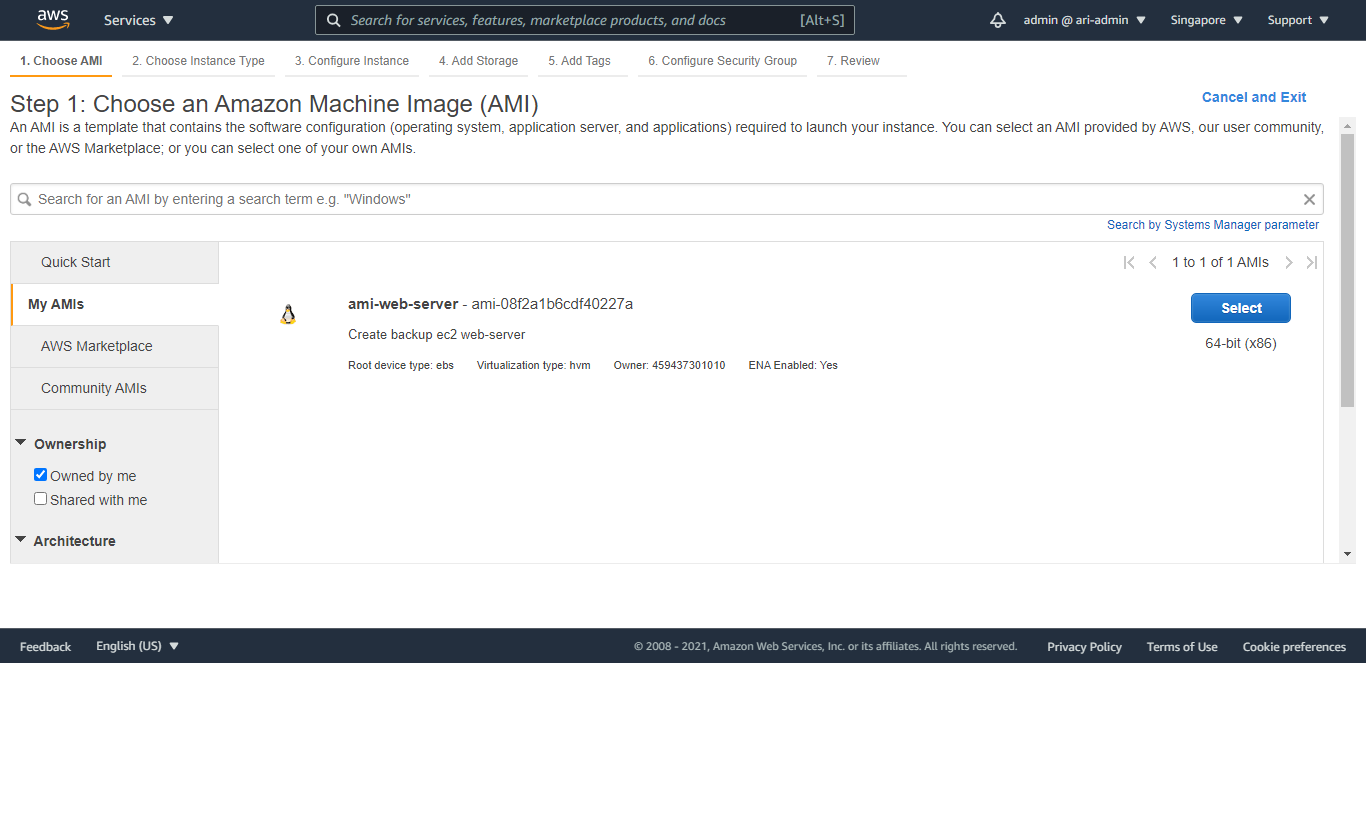 aws Services Search for services, features, marketplace products, and docs [Alt+S] admin @ ari-admin Singapore Support
1. Choose AMI 2. Choose Instance Type 3. Configure Instance 4. Add Storage 5. Add Tags 6. Configure Security Group 7. Review
Step 1: Choose an Amazon Machine Image (AMI)
Cancel and Exit
An AMI is a template that contains the software configuration (operating system, application server, and applications) required to launch your instance. You can select an AMI provided by AWS, our user community,
or the AWS Marketplace; or you can select one of your own AMIs.
Search for an AMI by entering a search term e.g. "Windows"
Search by Systems Manager parameter
Quick Start
My AMIs
AWS Marketplace
Community AMIs
Ownership
Owned by me
Shared with me
Architecture
1 to 1 of 1 AMIs
ami-web-server - ami-08f2a1b6cdf40227a
Select
Create backup ec2 web-server
64-bit (x86)
Root device type: ebs Virtualization type: hvm Owner: 459437301010 ENA Enabled: Yes
Feedback English (US) © 2008 - 2021, Amazon Web Services, Inc. or its affiliates. All rights reserved. Privacy Policy Terms of Use Cookie preferences